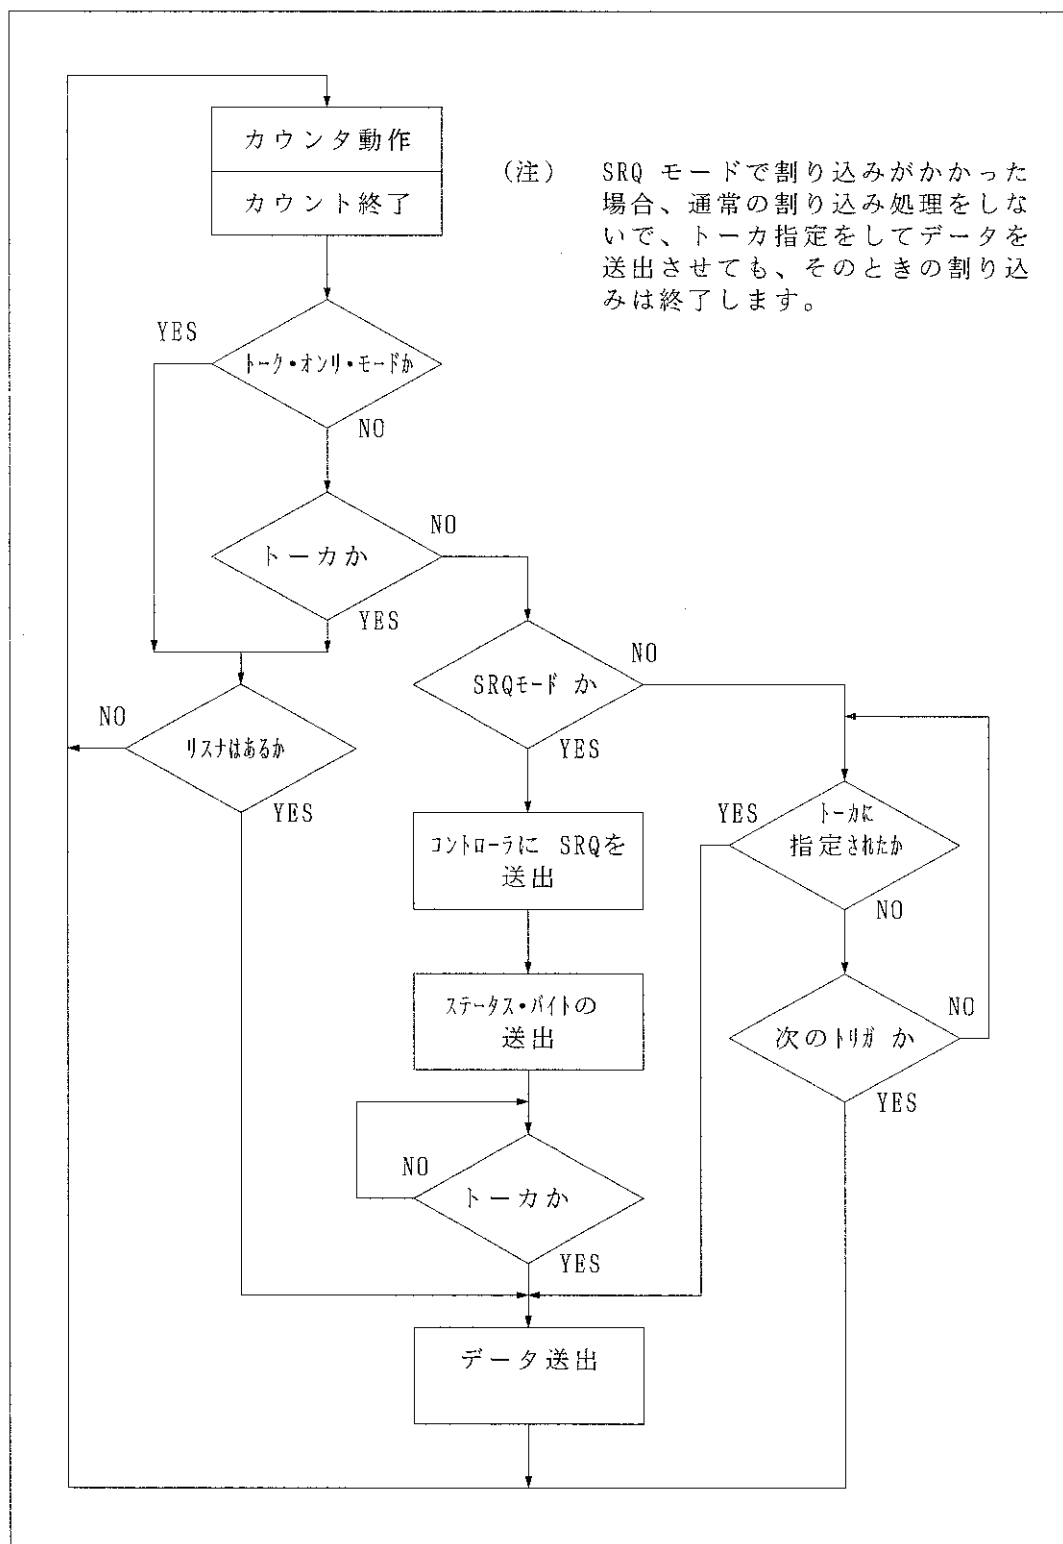 カウンタ動作
カウント終了
(注) SRQ モードで割り込みがかかった
場合、通常の割り込み処理をしな
いで、トーカ指定をしてデータを
送出させても、そのときの割り込
みは終了します。
YES
トーク・オンリ・モードか
NO
トーカか
NO
YES
SRQモード か
NO
YES
NO
リスナはあるか
YES
コントローラに SRQを
送出
YES
トーカに
指定されたか
NO
ステータス・バイトの
送出
次のトリガ か
NO
YES
NO
トーカか
YES
データ送出